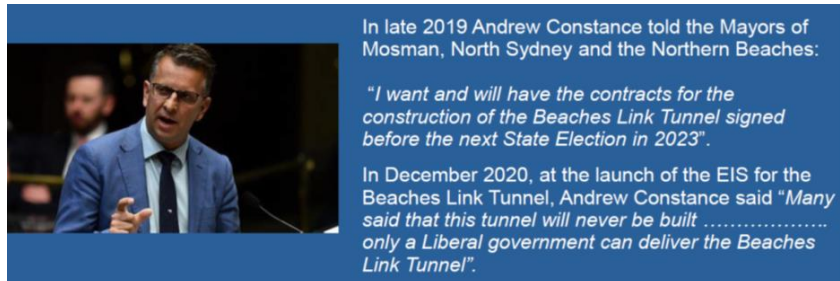 In late 2019 Andrew Constance told the Mayors of
Mosman, North Sydney and the Northern Beaches:
“I want and will have the contracts for the
construction of the Beaches Link Tunnel signed
before the next State Election in 2023”.
In December 2020, at the launch of the EIS for the
Beaches Link Tunnel, Andrew Constance said “Many
said that this tunnel will never be built ………………..
only a Liberal government can deliver the Beaches
Link Tunnel”.